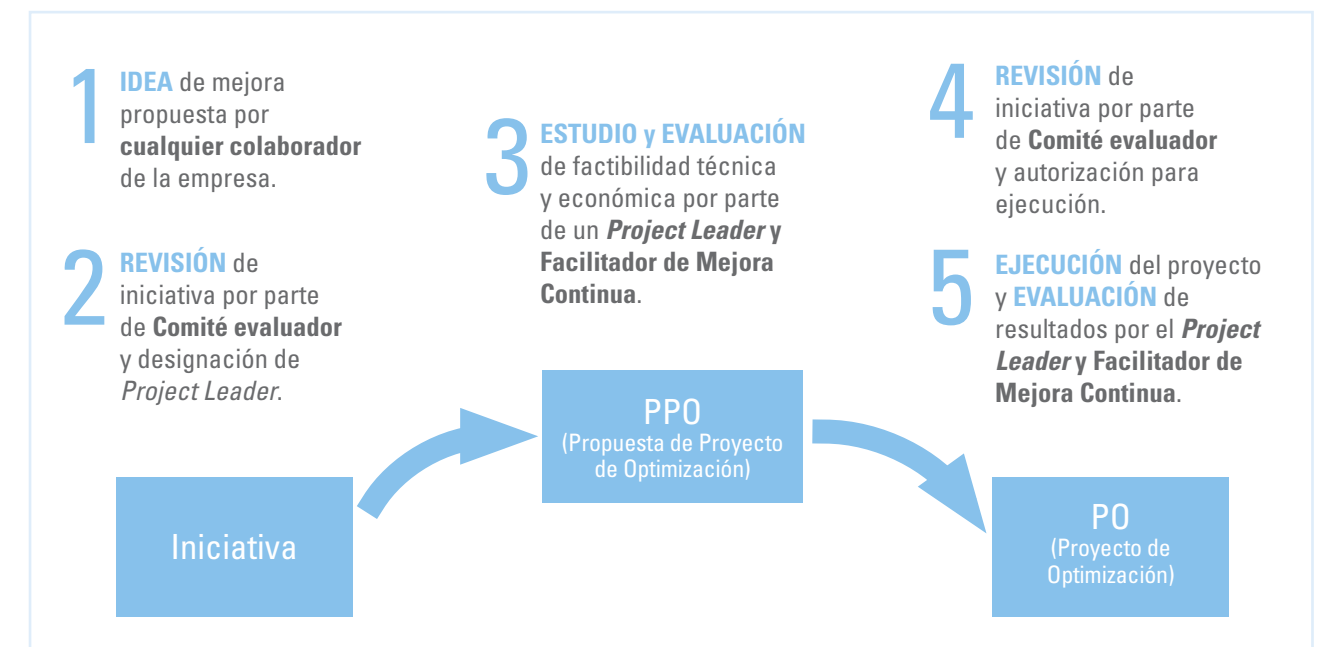 1
IDEA de mejora
propuesta por
cualquier colaborador
de la empresa.
2
REVISIÓN de
iniciativa por parte
de Comité evaluador
y designación de
Project Leader.
Iniciativa
3
ESTUDIO y EVALUACIÓN
de factibilidad técnica
y económica por parte
de un Project Leader y
Facilitador de Mejora
Continua.
PPO
(Propuesta de Proyecto
de Optimización)
4
REVISIÓN de
iniciativa por parte
de Comité evaluador
y autorización para
ejecución.
5
EJECUCIÓN del proyecto
y EVALUACIÓN de
resultados por el Project
Leader y Facilitador de
Mejora Continua.
PO
(Proyecto de
Optimización)